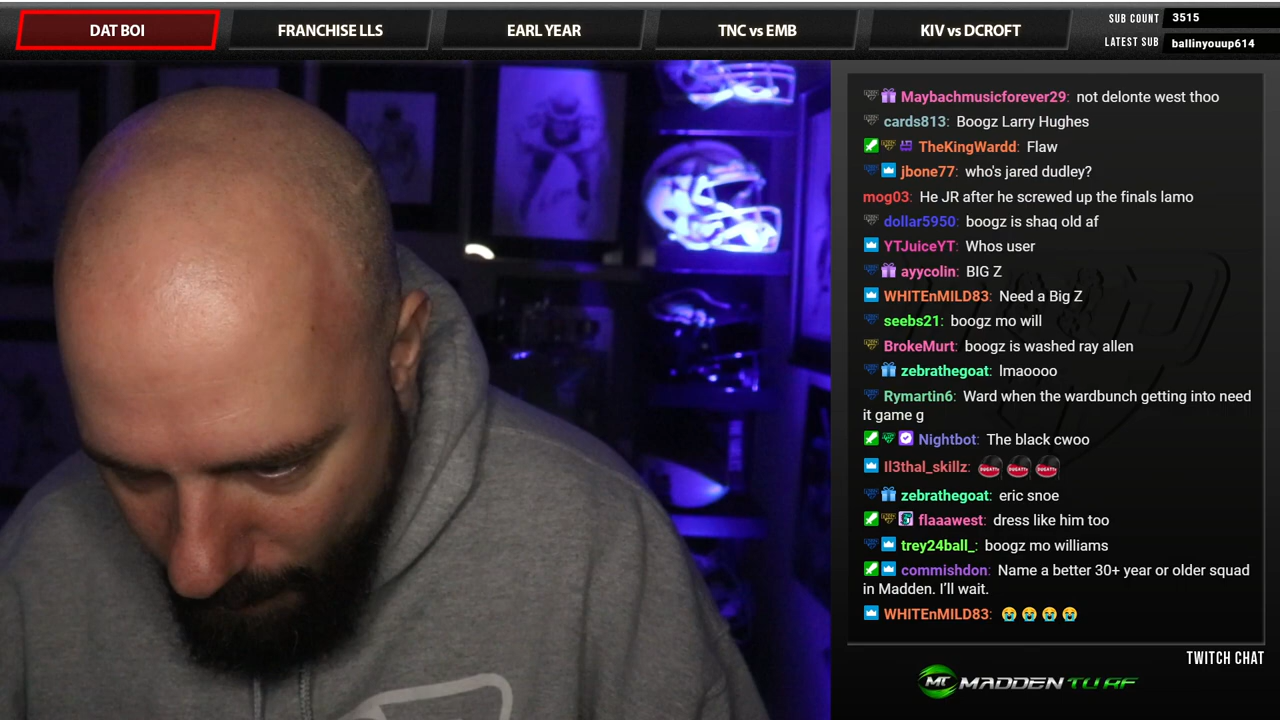 DAT BOI
FRANCHISE LLS
EARL YEAR
TNC vs EMB
KIV vs DCROFT
SUB COUNT 3515
LATEST SUB ballinyouup614
Maybachmusicforever29: not delonte west thoo
cards813: Boogz Larry Hughes
TheKingWardd: Flaw
jbone77: who's jared dudley?
mog03: He JR after he screwed up the finals lamo
dollar5950: boogz is shaq old af
YTJuiceYT: Whos user
ayycolin: BIG Z
WHITEnMILD83: Need a Big Z
seebs21: boogz mo will
BrokeMurt: boogz is washed ray allen
zebrathegoat: lmaoooo
Rymartin6: Ward when the wardbunch getting into need
it game g
Nightbot: The black cwoo
Il3thal_skillz:
zebrathegoat: eric snoe
flaaawest: dress like him too
trey24ball_: boogz mo williams
commishdon: Name a better 30+ year or older squad
in Madden. I'll wait.
WHITEnMILD83: 😭 😭 😭 😭
TWITCH CHAT
MADDEN TURF